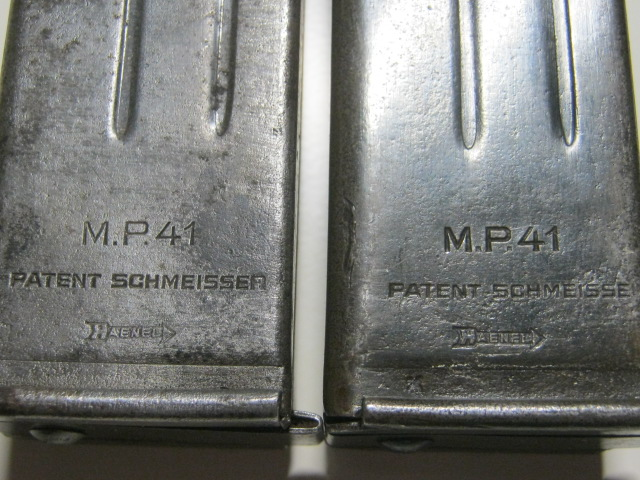 M.P.41
PATENT SCHMEISSER
HAENEL
M.P.41
PATENT SCHMEISSE
HAENEL